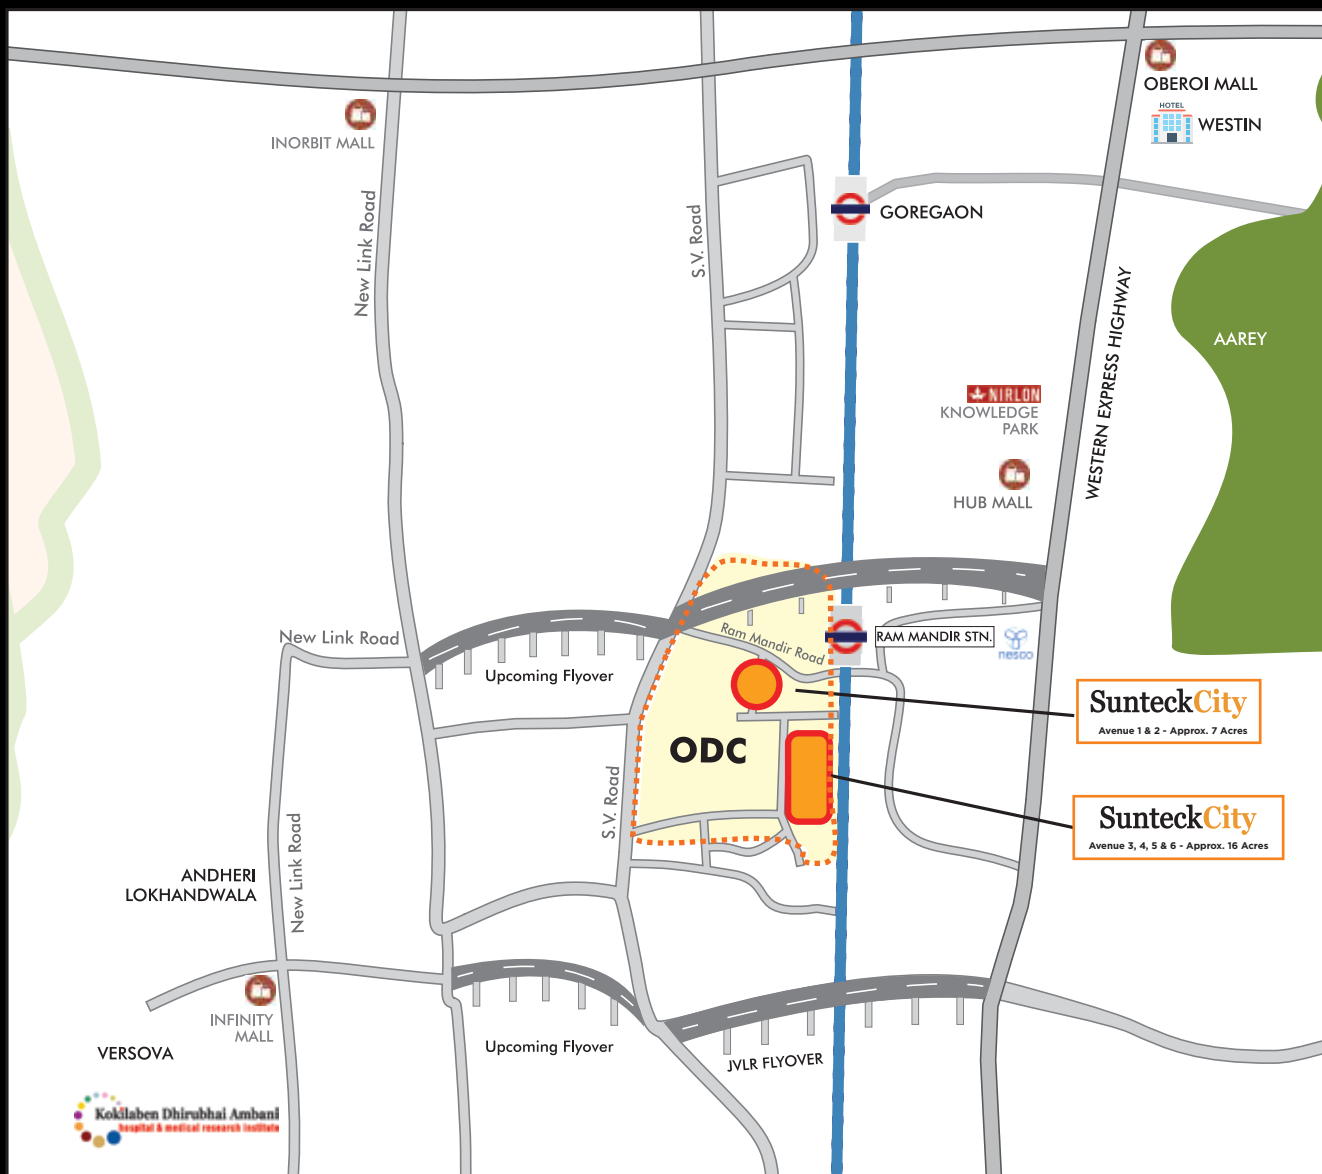 OBEROI MALL
HOTEL
WESTIN
INORBIT MALL
New Link Road
S.V. Road
GOREGAON
WESTERN EXPRESS HIGHWAY
AAREY
NIRLON
KNOWLEDGE
PARK
HUB MALL
New Link Road
Upcoming Flyover
Ram Mandir Road
RAM MANDIR STN.
nesco
SunteckCity
Avenue 1 & 2 - Approx. 7 Acres
ODC
S.V. Road
SunteckCity
Avenue 3, 4, 5 & 6 - Approx. 16 Acres
New Link Road
ANDHERI
LOKHANDWALA
INFINITY
MALL
VERSOVA
Upcoming Flyover
JVLR FLYOVER
Kokilaben Dhirubhai Ambani
hospital & medical research institute